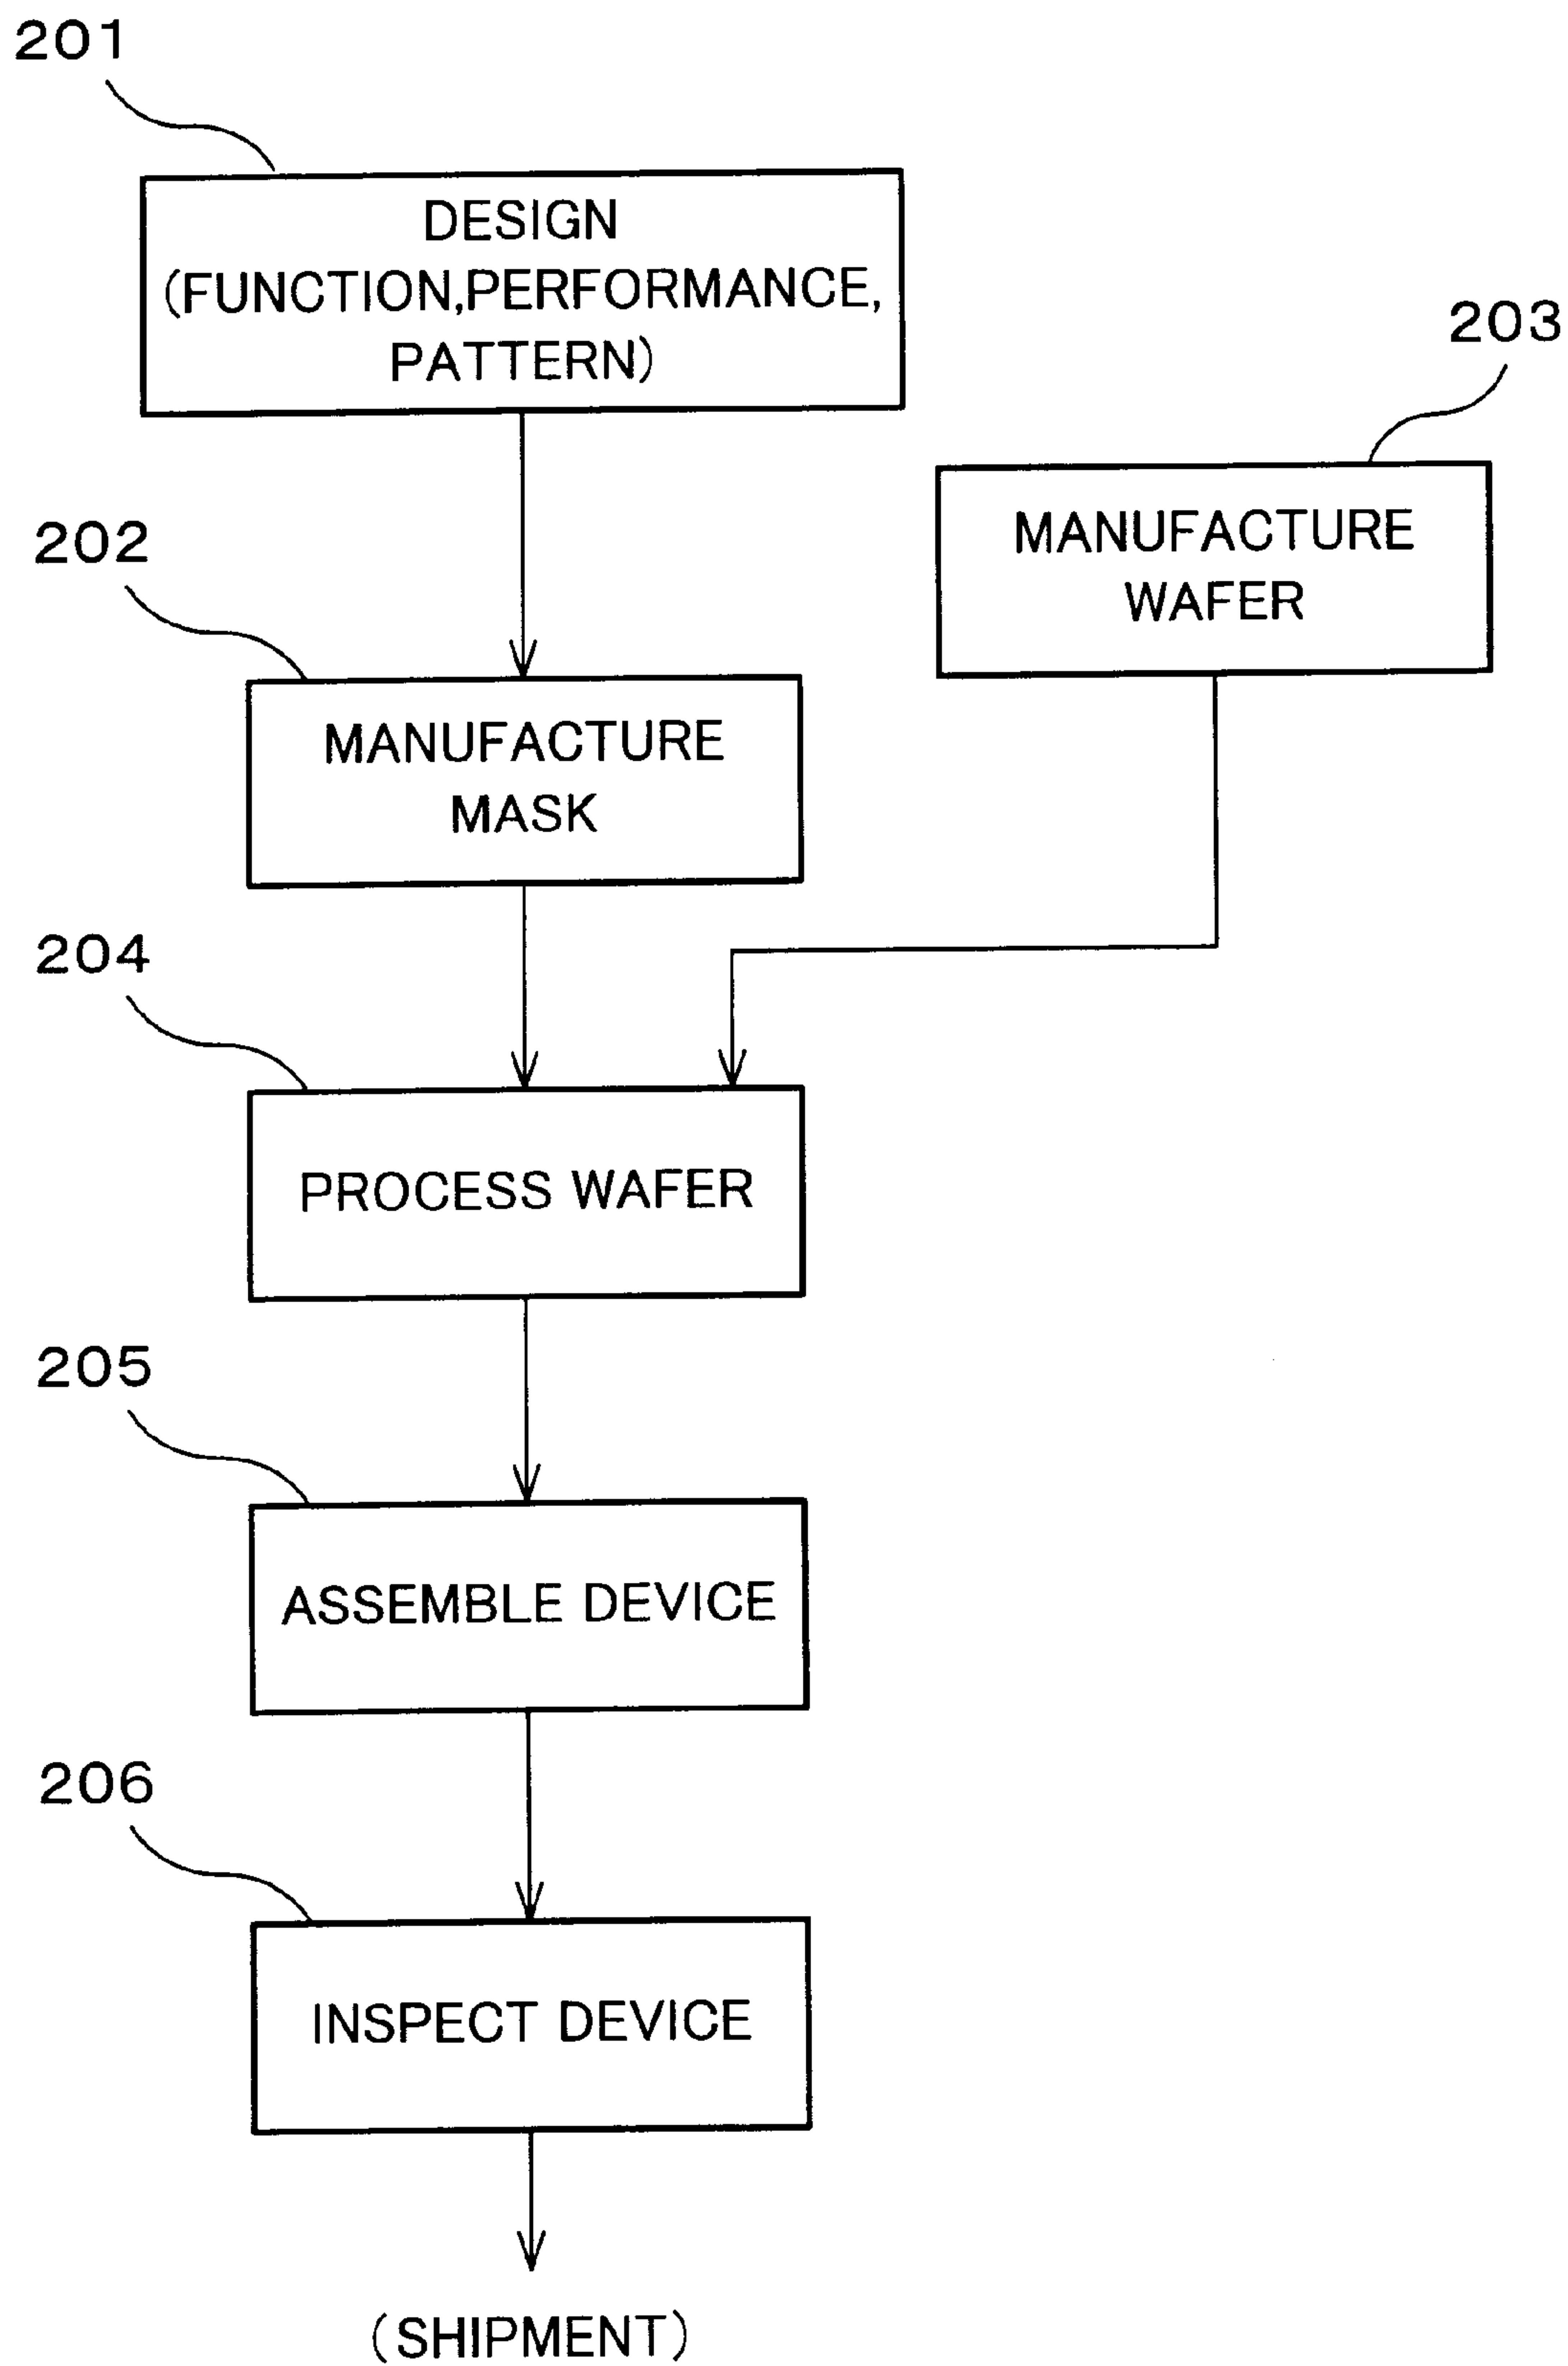 201
DESIGN
(FUNCTION,PERFORMANCE,
PATTERN)
203
MANUFACTURE
WAFER
202
MANUFACTURE
MASK
204
PROCESS WAFER
205
ASSEMBLE DEVICE
206
INSPECT DEVICE
(SHIPMENT)